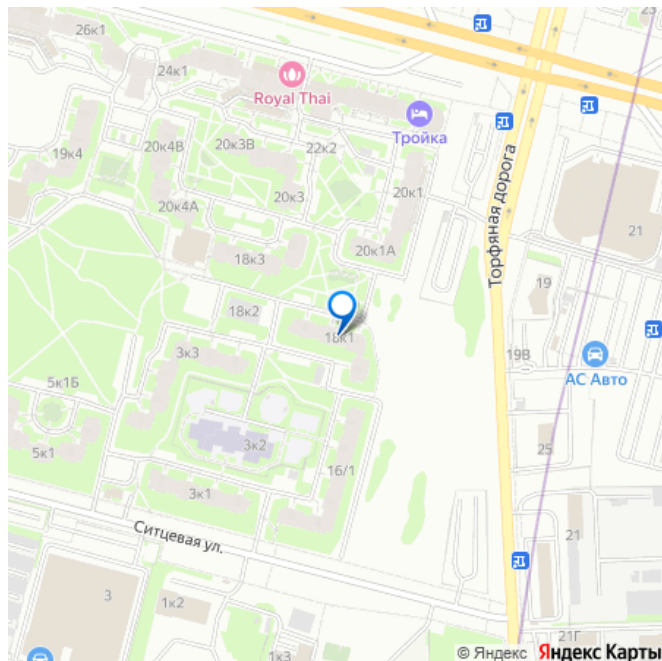 26к1
23
24к1
Royal Thai
Тройка
19к4
20к4В
20к3В
22к2
20к3
20к1
20к4А
21
20к1А
18к3
Торфяная дорога
19
18к2
18к1
3к3
19В
АС Авто
5к1Б
3к2
25
5к1
16/1
3к1
Ситцевая ул.
21
3
1к2
21Г
1к3
© Яндекс Яндекс Карты